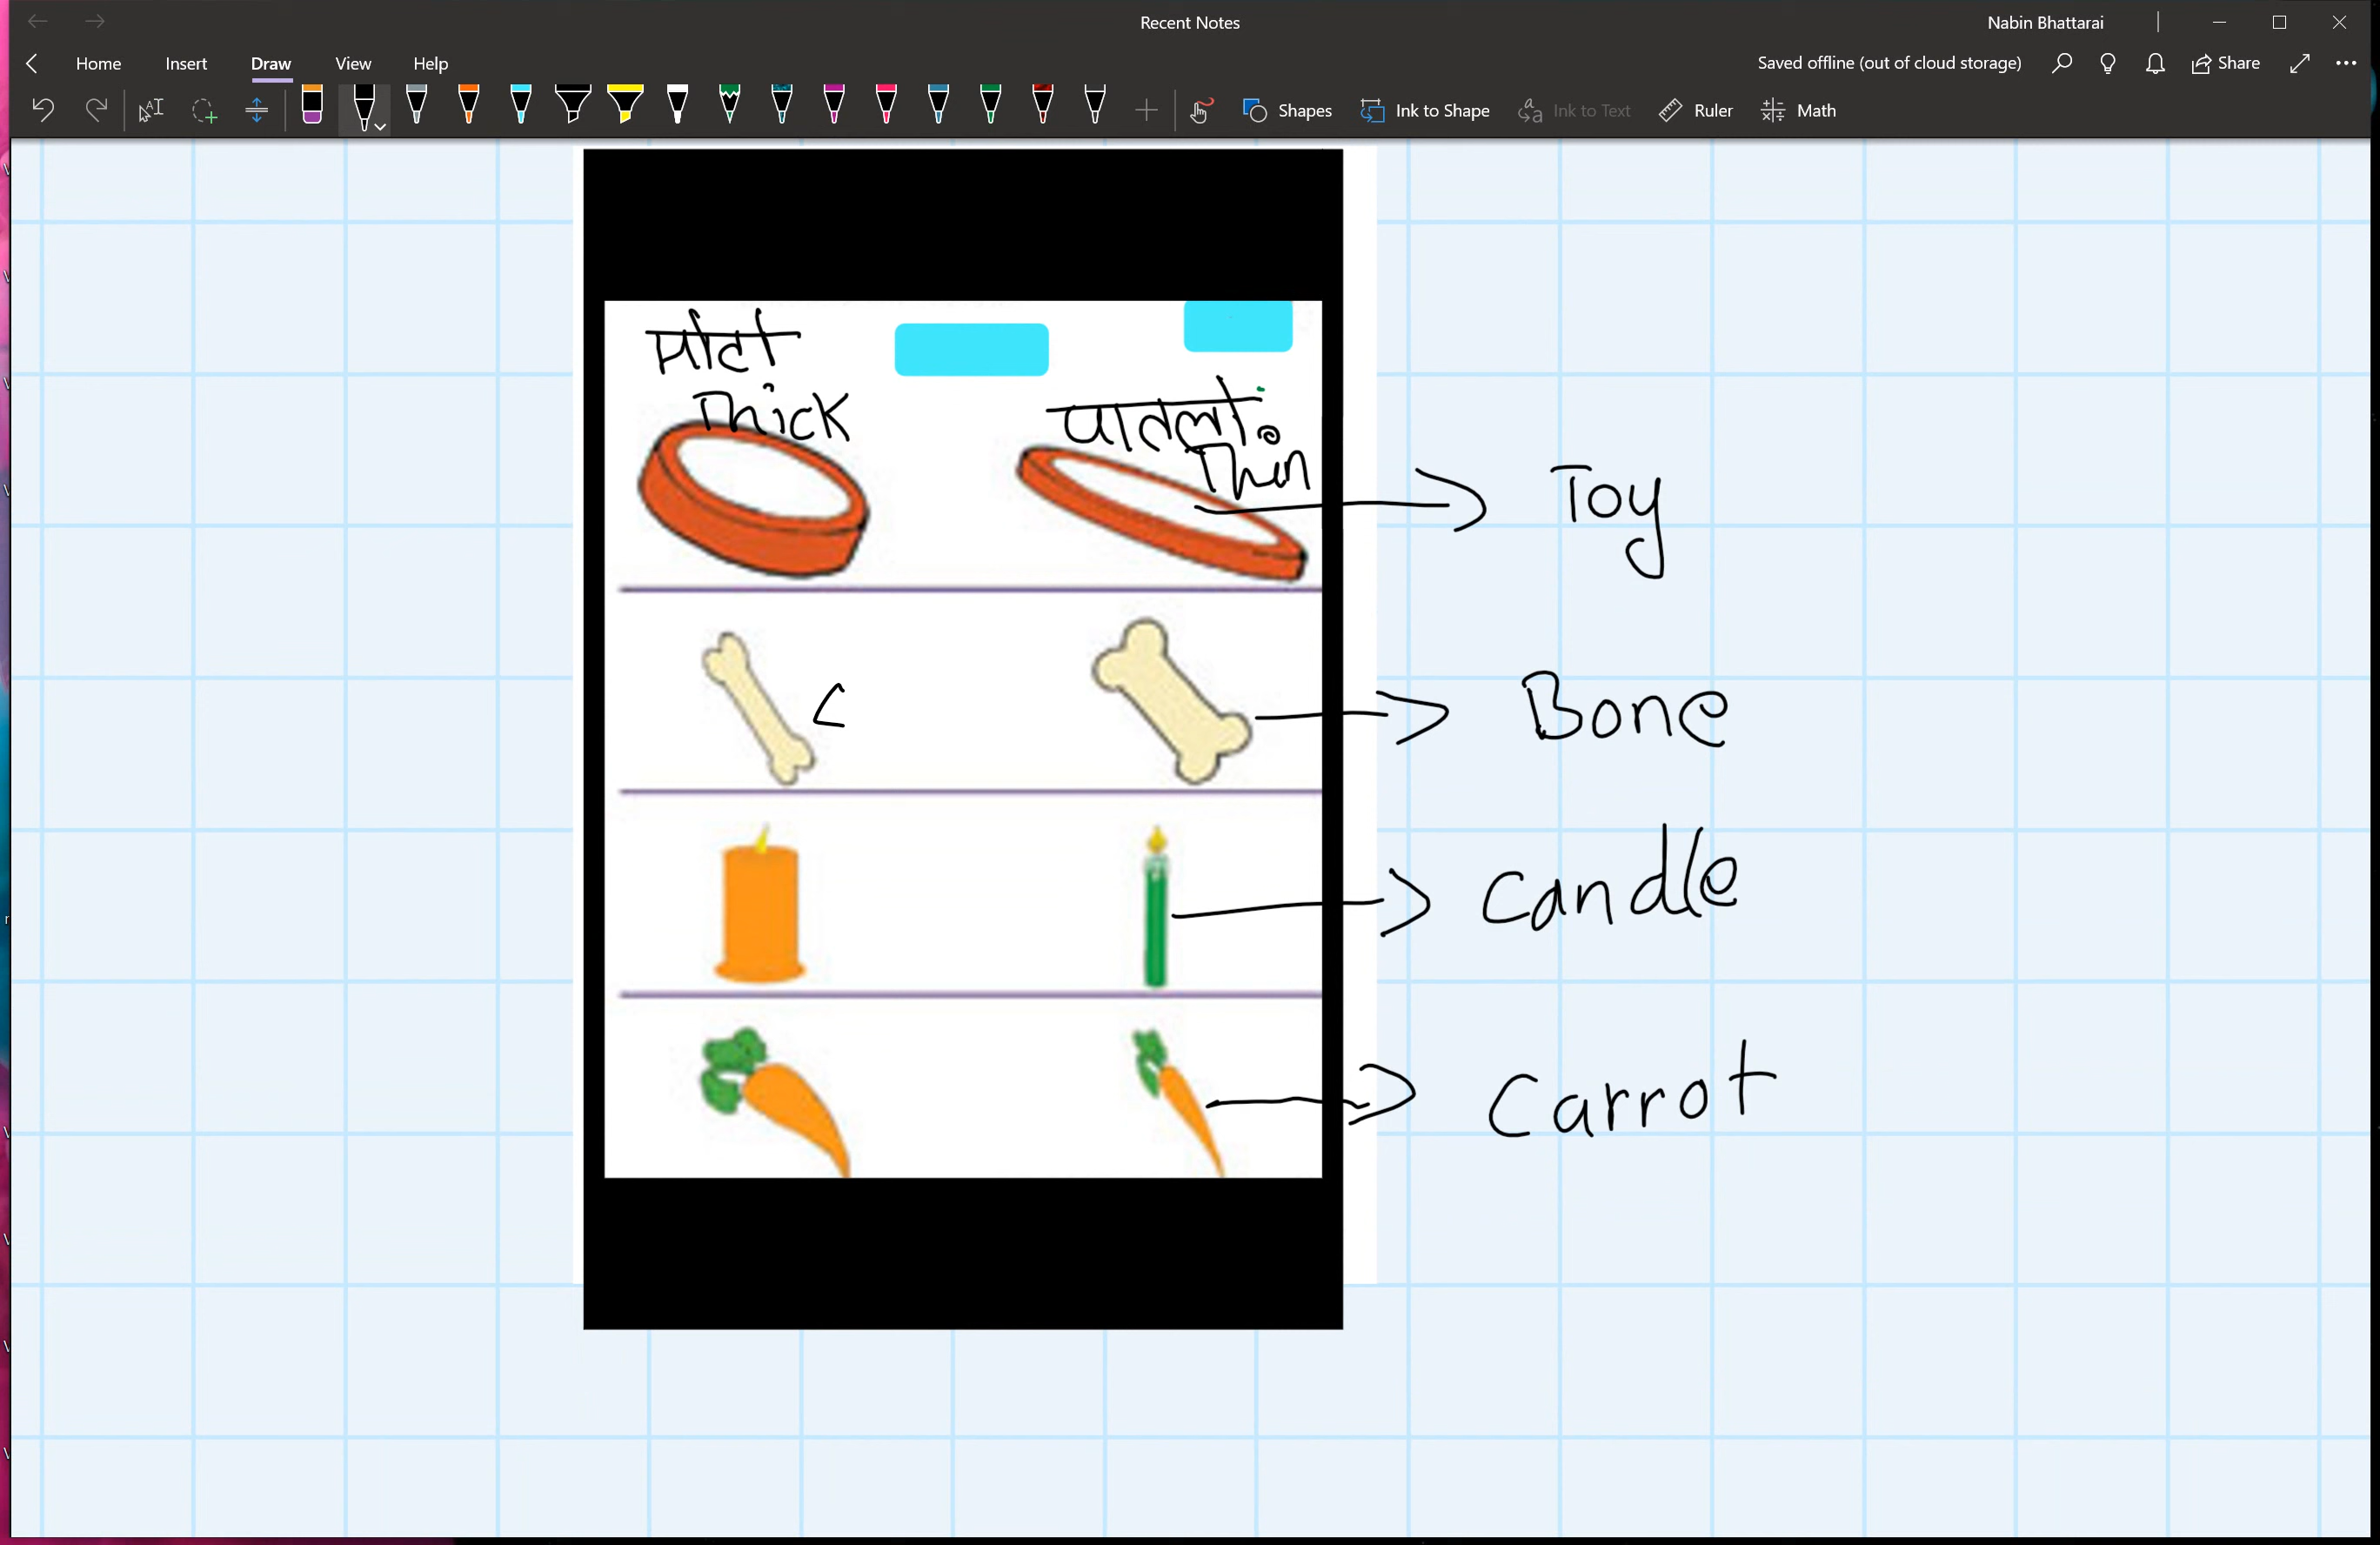 Recent Notes
Nabin Bhattarai
Home Insert Draw View Help
Saved offline (out of cloud storage)
Share
Shapes
Ink to Shape
Ink to Text
Ruler
Math
मोटो
Thick
पातलो
Thin
Toy
Bone
Candle
Carrot